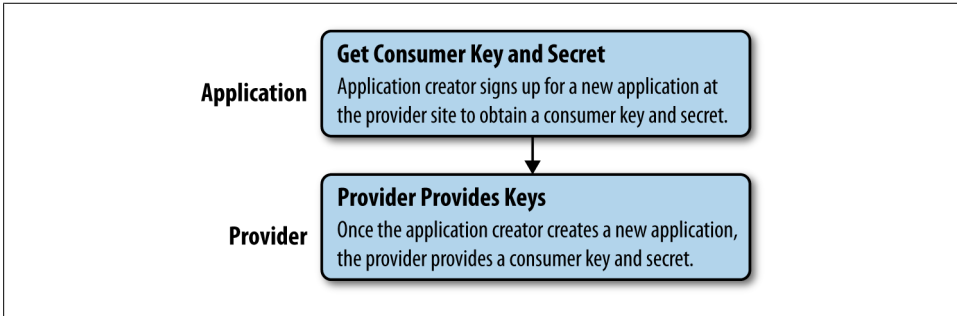 Application
Get Consumer Key and Secret
Application creator signs up for a new application at
the provider site to obtain a consumer key and secret.
Provider
Provider Provides Keys
Once the application creator creates a new application,
the provider provides a consumer key and secret.